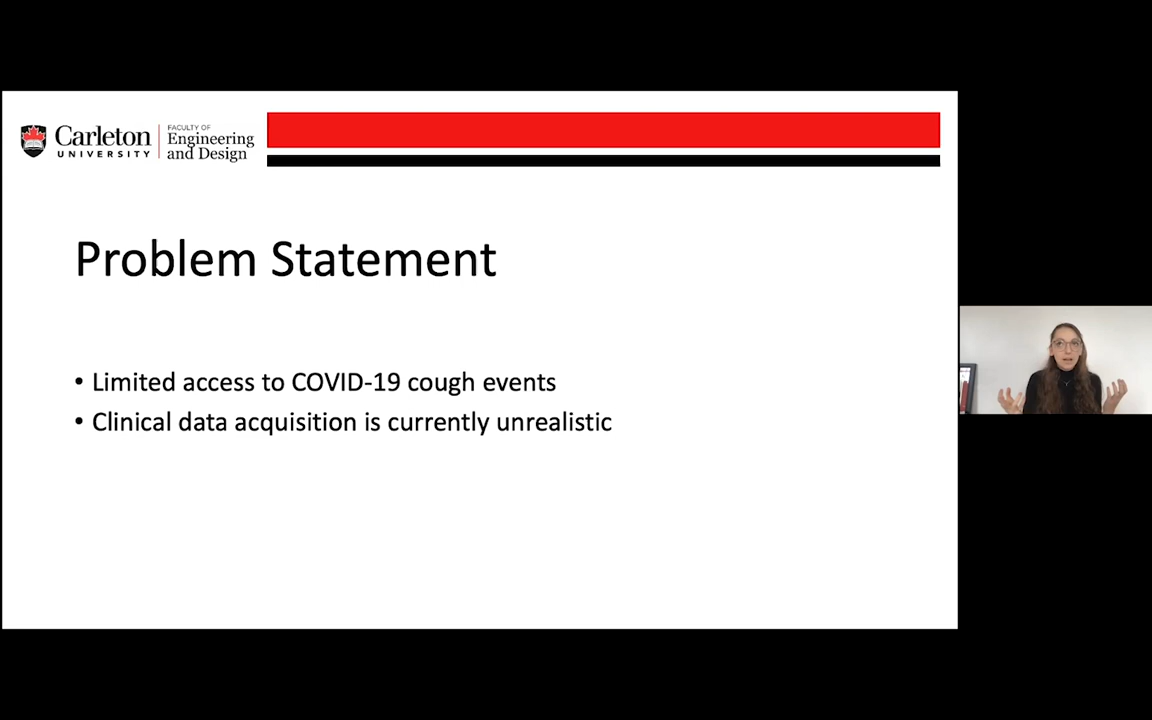 Carleton
UNIVERSITY
FACULTY OF
Engineering
and Design
Problem Statement
• Limited access to COVID-19 cough events
• Clinical data acquisition is currently unrealistic